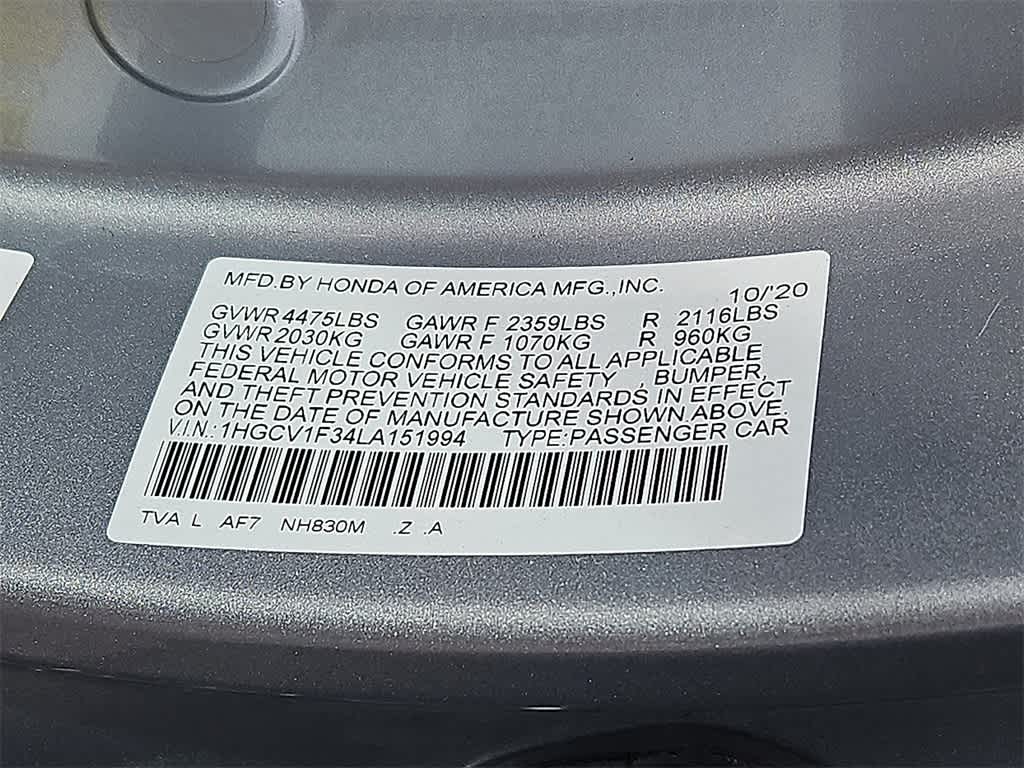 MFD.BY HONDA OF AMERICA MFG.,INC. 10/'20
GVWR 4475LBS GAWR F 2359LBS R 2116LBS
GVWR 2030KG GAWR F 1070KG R 960KG
THIS VEHICLE CONFORMS TO ALL APPLICABLE
FEDERAL MOTOR VEHICLE SAFETY , BUMPER,
AND THEFT PREVENTION STANDARDS IN EFFECT
ON THE DATE OF MANUFACTURE SHOWN ABOVE.
V.I.N.:1HGCV1F34LA151994 TYPE:PASSENGER CAR
TVA L AF7 NH830M .Z .A